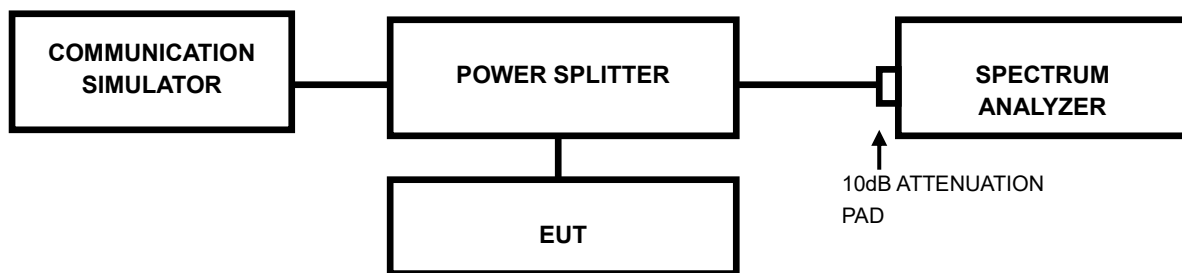 COMMUNICATION
SIMULATOR
POWER SPLITTER
SPECTRUM
ANALYZER
10dB ATTENUATION
PAD
EUT